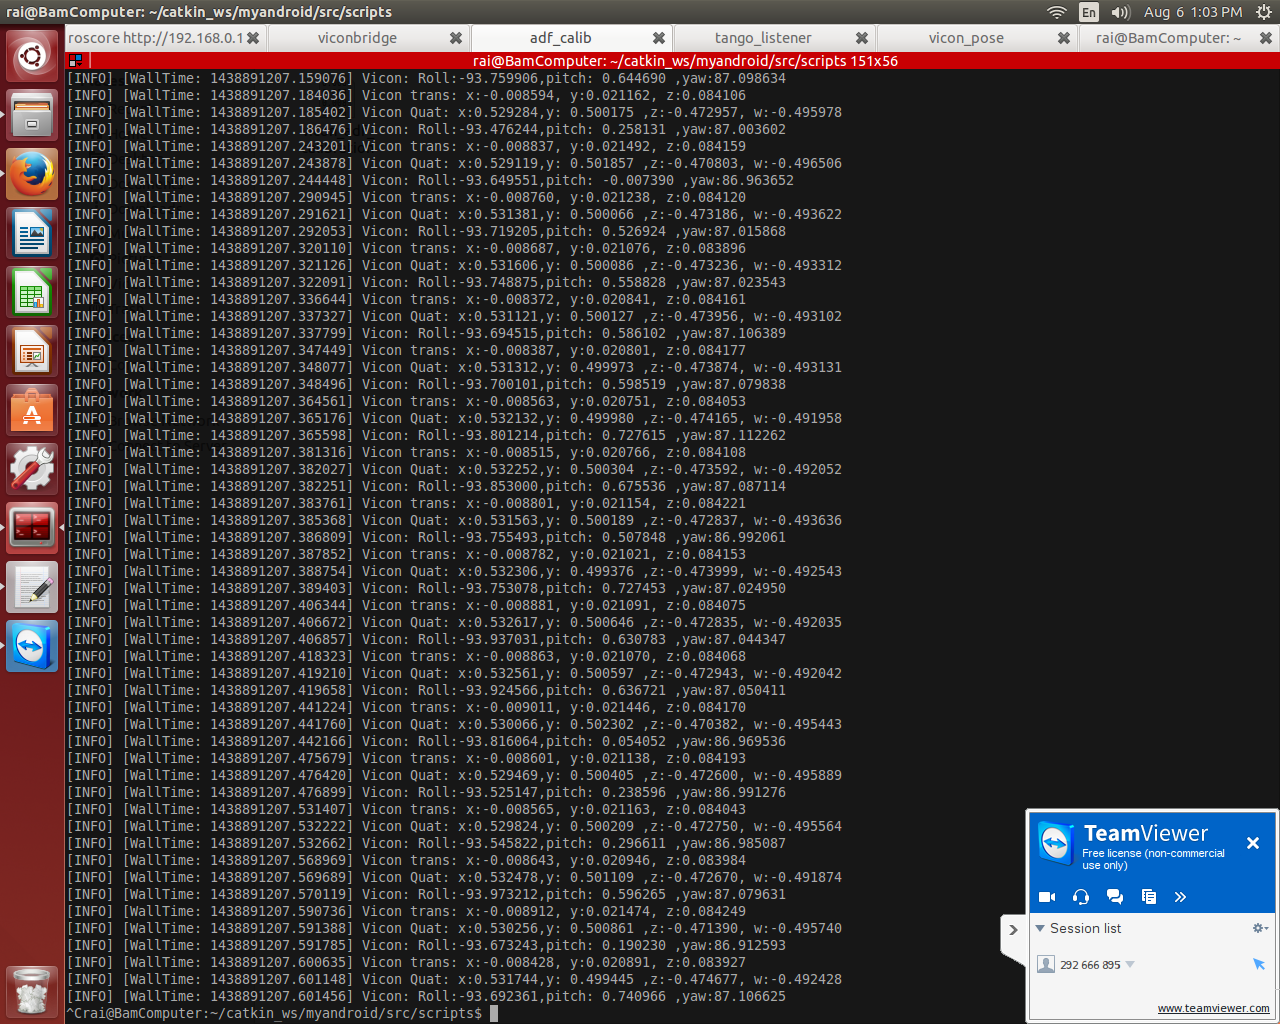 rai@BamComputer: ~/catkin_ws/myandroid/src/scripts
En
Aug 6 1:03 PM
roscore http://192.168.0.1
viconbridge
adf_calib
tango_listener
vicon_pose
rai@BamComputer: ~
rai@BamComputer: ~/catkin_ws/myandroid/src/scripts 151x56
[INFO] [WallTime: 1438891207.159076] Vicon: Roll:-93.759906,pitch: 0.644690 ,yaw:87.098634
[INFO] [WallTime: 1438891207.184036] Vicon trans: x:-0.008594, y:0.021162, z:0.084106
[INFO] [WallTime: 1438891207.185402] Vicon Quat: x:0.529284,y: 0.500175 ,z:-0.472957, w:-0.495978
[INFO] [WallTime: 1438891207.186476] Vicon: Roll:-93.476244,pitch: 0.258131 ,yaw:87.003602
[INFO] [WallTime: 1438891207.243201] Vicon trans: x:-0.008837, y:0.021492, z:0.084159
[INFO] [WallTime: 1438891207.243878] Vicon Quat: x:0.529119,y: 0.501857 ,z:-0.470803, w:-0.496506
[INFO] [WallTime: 1438891207.244448] Vicon: Roll:-93.649551,pitch: -0.007390 ,yaw:86.963652
[INFO] [WallTime: 1438891207.290945] Vicon trans: x:-0.008760, y:0.021238, z:0.084120
[INFO] [WallTime: 1438891207.291621] Vicon Quat: x:0.531381,y: 0.500066 ,z:-0.473186, w:-0.493622
[INFO] [WallTime: 1438891207.292053] Vicon: Roll:-93.719205,pitch: 0.526924 ,yaw:87.015868
[INFO] [WallTime: 1438891207.320110] Vicon trans: x:-0.008687, y:0.021076, z:0.083896
[INFO] [WallTime: 1438891207.321126] Vicon Quat: x:0.531606,y: 0.500086 ,z:-0.473236, w:-0.493312
[INFO] [WallTime: 1438891207.322091] Vicon: Roll:-93.748875,pitch: 0.558828 ,yaw:87.023543
[INFO] [WallTime: 1438891207.336644] Vicon trans: x:-0.008372, y:0.020841, z:0.084161
[INFO] [WallTime: 1438891207.337327] Vicon Quat: x:0.531121,y: 0.500127 ,z:-0.473956, w:-0.493102
[INFO] [WallTime: 1438891207.337799] Vicon: Roll:-93.694515,pitch: 0.586102 ,yaw:87.106389
[INFO] [WallTime: 1438891207.347449] Vicon trans: x:-0.008387, y:0.020801, z:0.084177
[INFO] [WallTime: 1438891207.348077] Vicon Quat: x:0.531312,y: 0.499973 ,z:-0.473874, w:-0.493131
[INFO] [WallTime: 1438891207.348496] Vicon: Roll:-93.700101,pitch: 0.598519 ,yaw:87.079838
[INFO] [WallTime: 1438891207.364561] Vicon trans: x:-0.008563, y:0.020751, z:0.084053
[INFO] [WallTime: 1438891207.365176] Vicon Quat: x:0.532132,y: 0.499980 ,z:-0.474165, w:-0.491958
[INFO] [WallTime: 1438891207.365598] Vicon: Roll:-93.801214,pitch: 0.727615 ,yaw:87.112262
[INFO] [WallTime: 1438891207.381316] Vicon trans: x:-0.008515, y:0.020766, z:0.084108
[INFO] [WallTime: 1438891207.382027] Vicon Quat: x:0.532252,y: 0.500304 ,z:-0.473592, w:-0.492052
[INFO] [WallTime: 1438891207.382251] Vicon: Roll:-93.853000,pitch: 0.675536 ,yaw:87.087114
[INFO] [WallTime: 1438891207.383761] Vicon trans: x:-0.008801, y:0.021154, z:0.084221
[INFO] [WallTime: 1438891207.385368] Vicon Quat: x:0.531563,y: 0.500189 ,z:-0.472837, w:-0.493636
[INFO] [WallTime: 1438891207.386809] Vicon: Roll:-93.755493,pitch: 0.507848 ,yaw:86.992061
[INFO] [WallTime: 1438891207.387852] Vicon trans: x:-0.008782, y:0.021021, z:0.084153
[INFO] [WallTime: 1438891207.388754] Vicon Quat: x:0.532306, y: 0.499376 ,z:-0.473999, w:-0.492543
[INFO] [WallTime: 1438891207.389403] Vicon: Roll:-93.753078,pitch: 0.727453 ,yaw:87.024950
[INFO] [WallTime: 1438891207.406344] Vicon trans: x:-0.008881, y:0.021091, z:0.084075
[INFO] [WallTime: 1438891207.406672] Vicon Quat: x:0.532617,y: 0.500646 ,z:-0.472835, w:-0.492035
[INFO] [WallTime: 1438891207.406857] Vicon: Roll:-93.937031,pitch: 0.630783 ,yaw:87.044347
[INFO] [WallTime: 1438891207.418323] Vicon trans: x:-0.008863, y:0.021070, z:0.084068
[INFO] [WallTime: 1438891207.419210] Vicon Quat: x:0.532561,y: 0.500597 ,z:-0.472943, w:-0.492042
[INFO] [WallTime: 1438891207.419658] Vicon: Roll:-93.924566,pitch: 0.636721 ,yaw:87.050411
[INFO] [WallTime: 1438891207.441224] Vicon trans: x:-0.009011, y:0.021446, z:0.084170
[INFO] [WallTime: 1438891207.441760] Vicon Quat: x:0.530066,y: 0.502302 ,z:-0.470382, w:-0.495443
[INFO] [WallTime: 1438891207.442166] Vicon: Roll:-93.816064,pitch: 0.054052 ,yaw:86.969536
[INFO] [WallTime: 1438891207.475679] Vicon trans: x:-0.008601, y:0.021138, z:0.084193
[INFO] [WallTime: 1438891207.476420] Vicon Quat: x:0.529469,y: 0.500405 ,z:-0.472600, w:-0.495889
[INFO] [WallTime: 1438891207.476899] Vicon: Roll:-93.525147,pitch: 0.238596 ,yaw:86.991276
[INFO] [WallTime: 1438891207.531407] Vicon trans: x:-0.008565, y:0.021163, z:0.084043
[INFO] [WallTime: 1438891207.532222] Vicon Quat: x:0.529824,y: 0.500209 ,z:-0.472750, w:-0.495564
[INFO] [WallTime: 1438891207.532662] Vicon: Roll:-93.545822,pitch: 0.296611 ,yaw:86.985087
[INFO] [WallTime: 1438891207.568969] Vicon trans: x:-0.008643, y:0.020946, z:0.083984
[INFO] [WallTime: 1438891207.569689] Vicon Quat: x:0.532478,y: 0.501109 ,z:-0.472670, w:-0.491874
[INFO] [WallTime: 1438891207.570119] Vicon: Roll:-93.973212,pitch: 0.596265 ,yaw:87.079631
[INFO] [WallTime: 1438891207.590736] Vicon trans: x:-0.008912, y:0.021474, z:0.084249
[INFO] [WallTime: 1438891207.591388] Vicon Quat: x:0.530256,y: 0.500861 ,z:-0.471390, w:-0.495740
[INFO] [WallTime: 1438891207.591785] Vicon: Roll:-93.673243,pitch: 0.190230 ,yaw:86.912593
[INFO] [WallTime: 1438891207.600635] Vicon trans: x:-0.008428, y:0.020891, z:0.083927
[INFO] [WallTime: 1438891207.601148] Vicon Quat: x:0.531744,y: 0.499445 ,z:-0.474677, w:-0.492428
[INFO] [WallTime: 1438891207.601456] Vicon: Roll:-93.692361,pitch: 0.740966 ,yaw:87.106625
^Crai@BamComputer:~/catkin_ws/myandroid/src/scripts$
TeamViewer
Free license (non-commercial
use only)
Session list
292 666 895
www.teamviewer.com